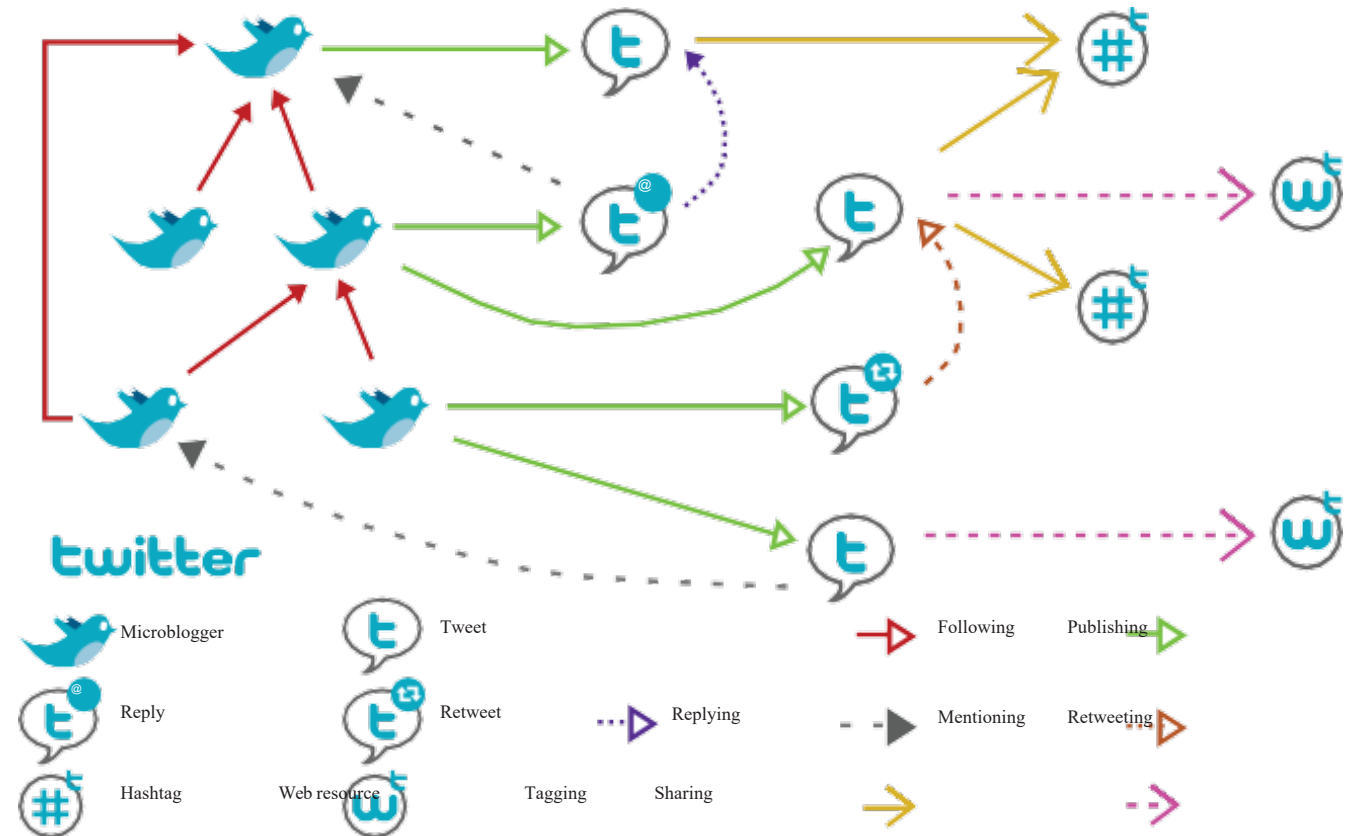 @
twitter
Microblogger Tweet Following Publishing
@
Reply Retweet Replying Mentioning Retweeting
Hashtag Web resource Tagging Sharing